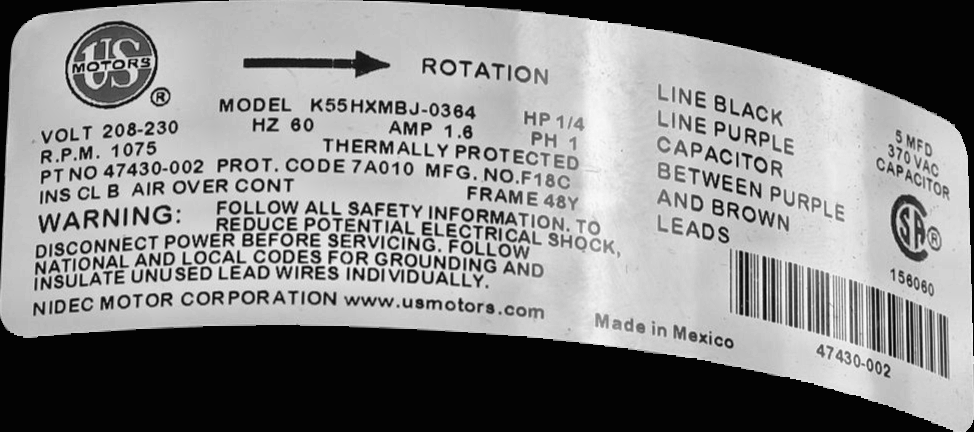 US
MOTORS
®
ROTATION
MODEL K55HXMBJ-0364
HP 1/4
VOLT 208-230
HZ 60
AMP 1.6
PH 1
R.P.M. 1075
THERMALLY PROTECTED
PT NO 47430-002 PROT. CODE 7A010 MFG. NO.F18C
INS CL B AIR OVER CONT
FRAME 48Y
WARNING: FOLLOW ALL SAFETY INFORMATION. TO
REDUCE POTENTIAL ELECTRICAL SHOCK,
DISCONNECT POWER BEFORE SERVICING. FOLLOW
NATIONAL AND LOCAL CODES FOR GROUNDING AND
INSULATE UNUSED LEAD WIRES INDIVIDUALLY.
NIDEC MOTOR CORPORATION www.usmotors.com
Made in Mexico
LINE BLACK
LINE PURPLE
CAPACITOR
BETWEEN PURPLE
AND BROWN
LEADS
5 MFD
370 VAC
CAPACITOR
SA®
156060
47430-002